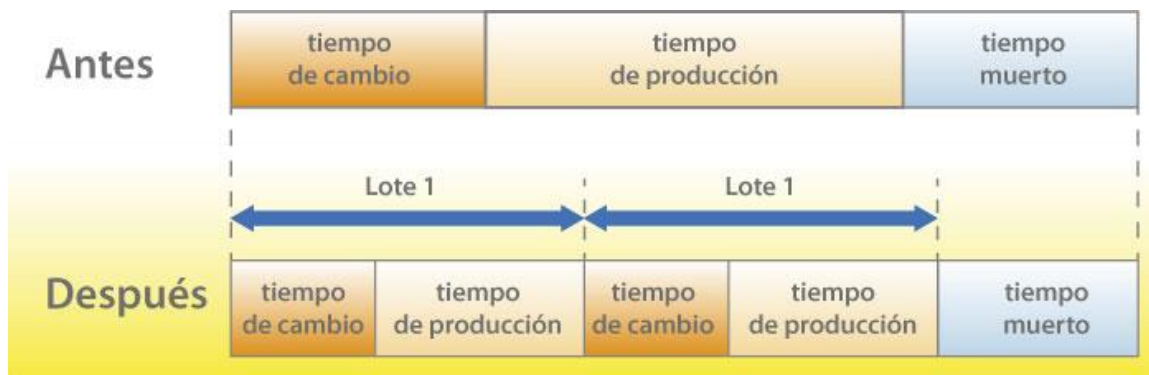 Antes
tiempo
de cambio
tiempo
de producción
tiempo
muerto
Lote 1
Lote 1
Después
tiempo
de cambio
tiempo
de producción
tiempo
de cambio
tiempo
de producción
tiempo
muerto